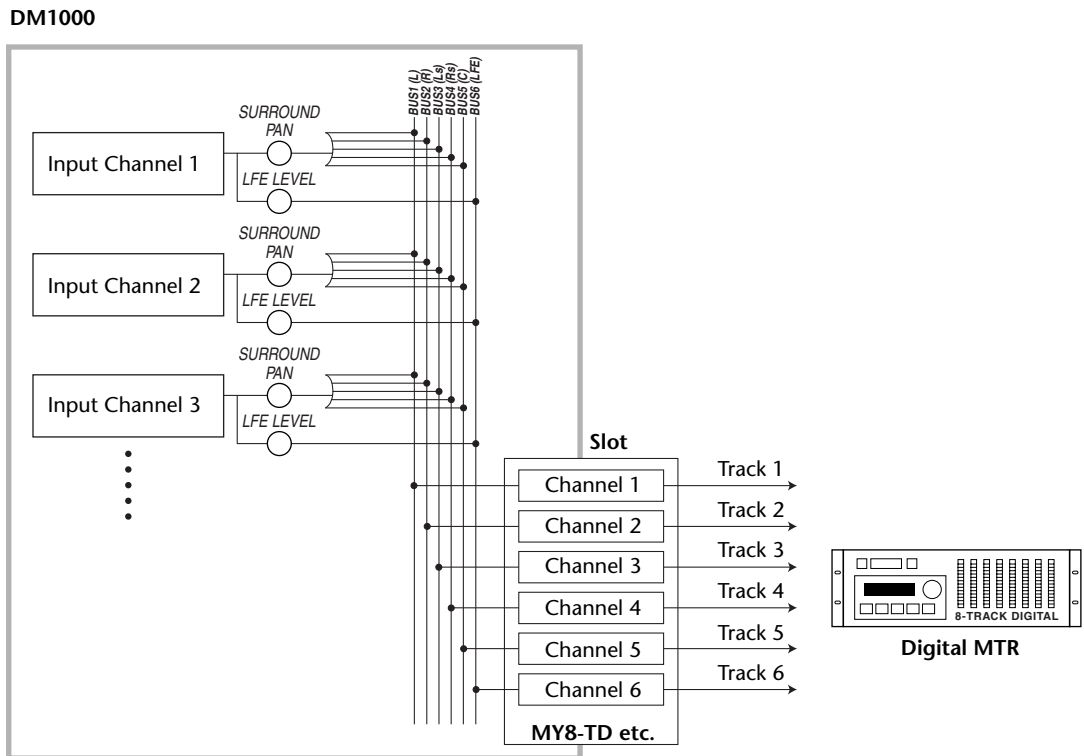 DM1000
BUS1 (L)
BUS2 (R)
BUS3 (Ls)
BUS4 (Rs)
BUS5 (C)
BUS6 (LFE)
SURROUND
PAN
Input Channel 1
LFE LEVEL
SURROUND
PAN
Input Channel 2
LFE LEVEL
SURROUND
PAN
Input Channel 3
LFE LEVEL
Slot
Channel 1
Track 1
Channel 2
Track 2
Channel 3
Track 3
Channel 4
Track 4
Channel 5
Track 5
Channel 6
Track 6
MY8-TD etc.
8-TRACK DIGITAL
Digital MTR